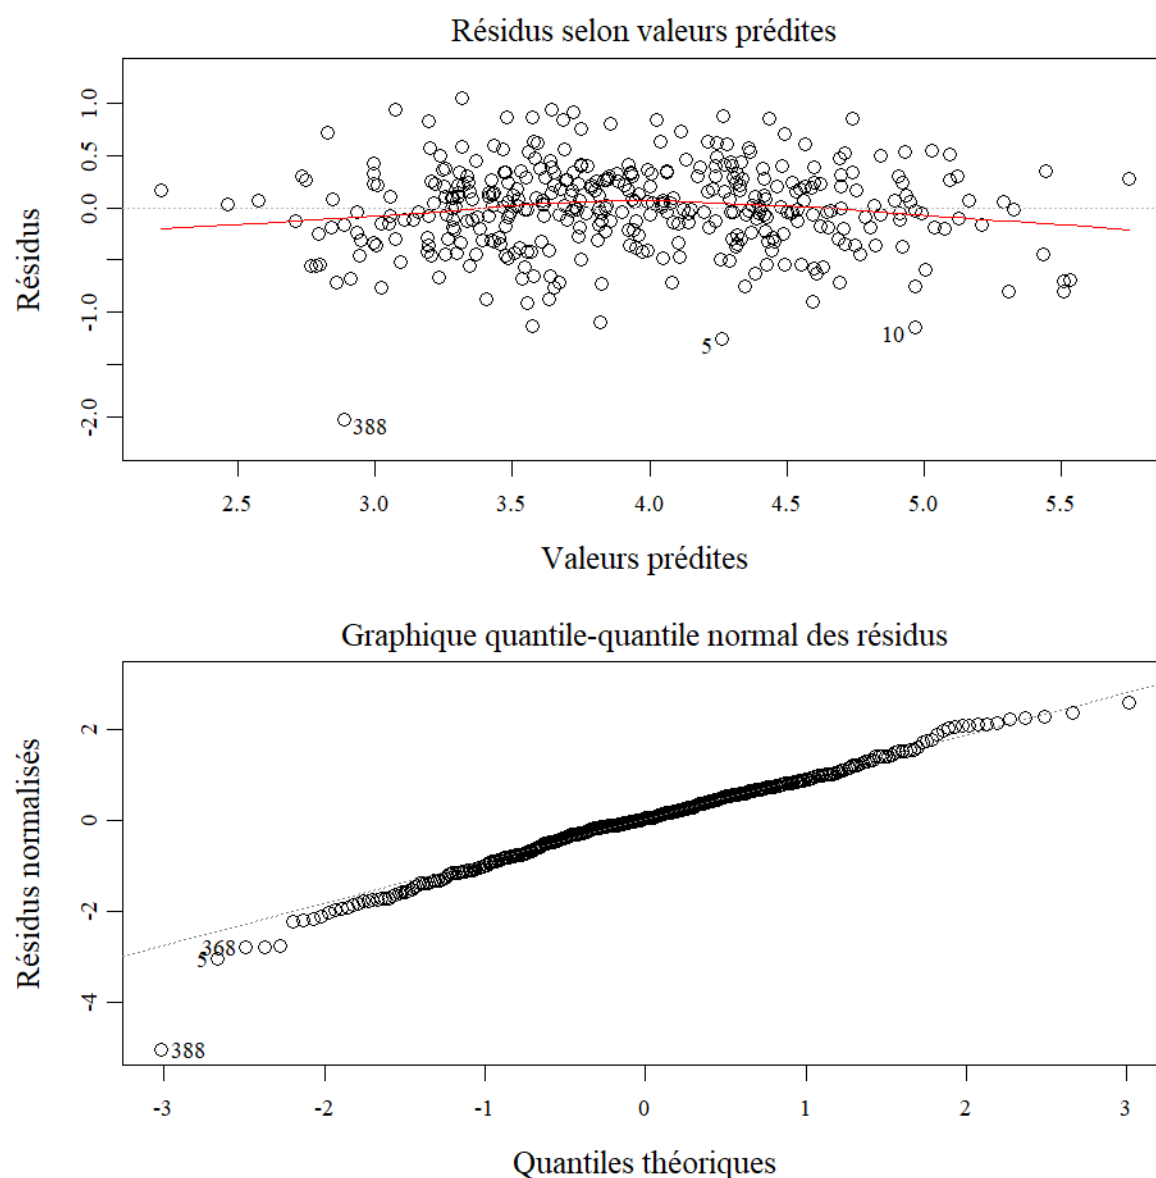 Résidus selon valeurs prédites
Résidus
1.0
0.5
0.0
-1.0
-2.0
5
10
388
2.5 3.0 3.5 4.0 4.5 5.0 5.5
Valeurs prédites
Graphique quantile-quantile normal des résidus
Résidus normalisés
2
0
-2
-4
368
5
388
-3 -2 -1 0 1 2 3
Quantiles théoriques